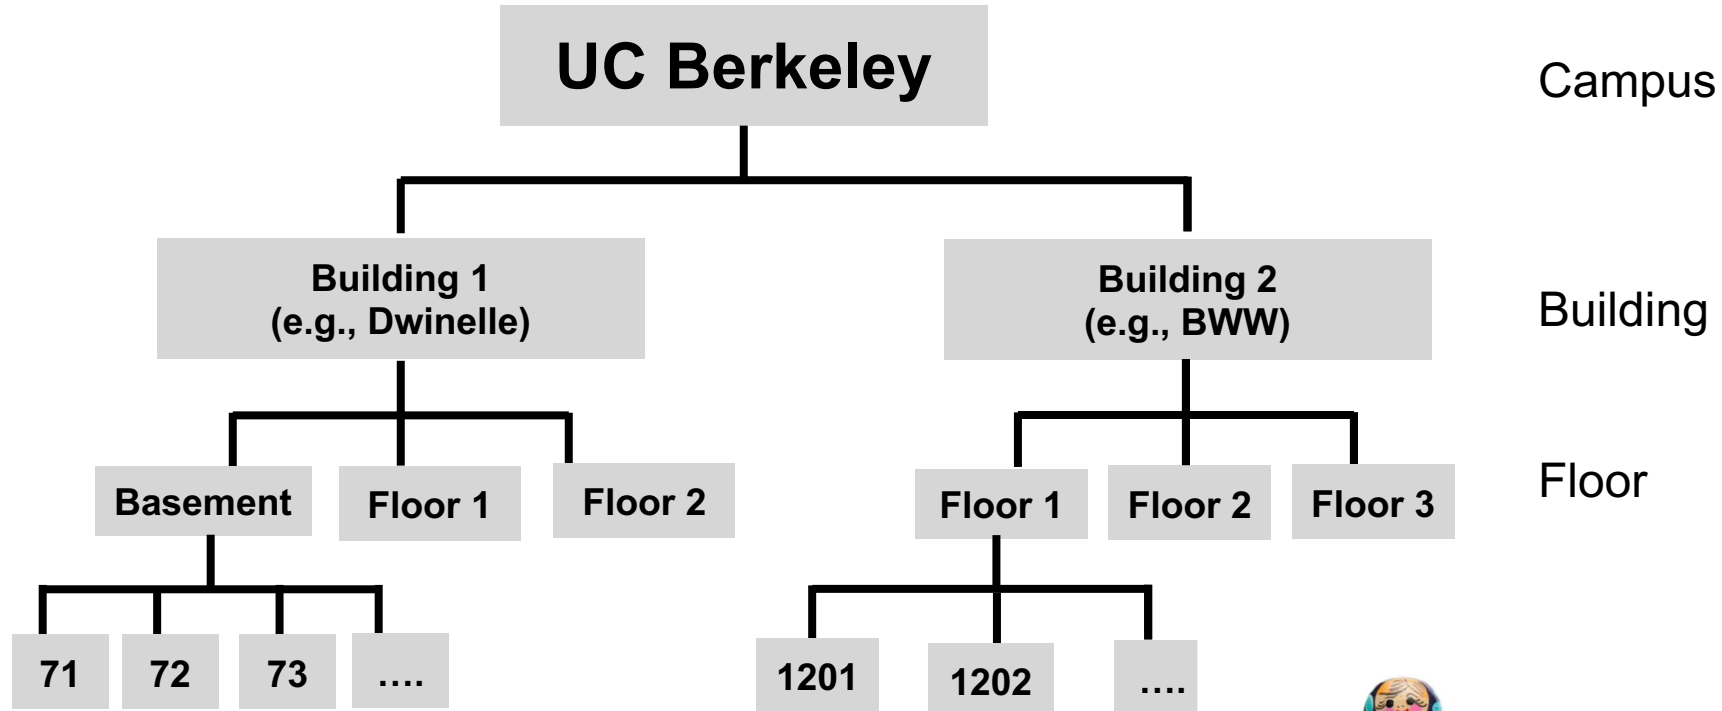 UC Berkeley
Campus
Building 1
(e.g., Dwinelle)
Building 2
(e.g., BWW)
Building
Basement
Floor 1
Floor 2
Floor 1
Floor 2
Floor 3
Floor
71
72
73
....
1201
1202
....